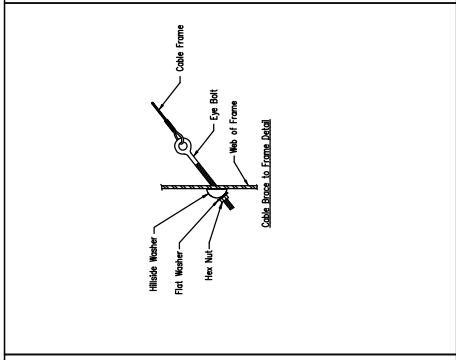 Cable Frame
Eye Bolt
Web of Frame
Hillside Washer
Flat Washer
Hex Nut
Cable Brace to Frame Detail